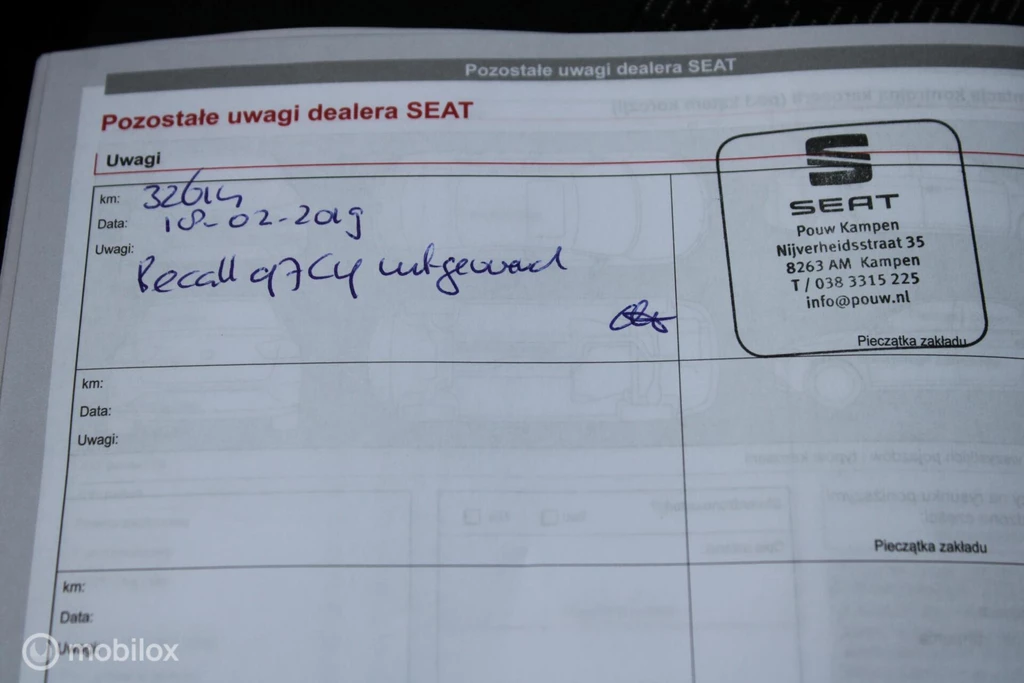 Pozostałe uwagi dealera SEAT
Pozostałe uwagi dealera SEAT
Uwagi
km: 32614
Data: 18-02-2019
Uwagi: Recall 97CY uitgevoerd
SEAT
Pouw Kampen
Nijverheidsstraat 35
8263 AM Kampen
T / 038 3315 225
info@pouw.nl
Pieczątka zakładu
km:
Data:
Uwagi:
Pieczątka zakładu
km:
Data:
Uwagi:
mobilox